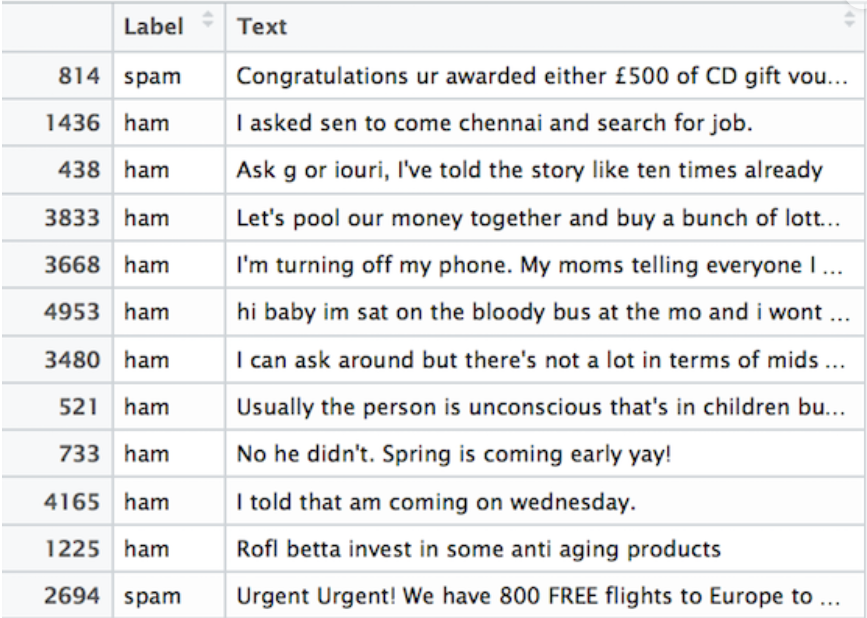 Label Text
814 spam Congratulations ur awarded either £500 of CD gift vou...
1436 ham I asked sen to come chennai and search for job.
438 ham Ask g or iouri, I've told the story like ten times already
3833 ham Let's pool our money together and buy a bunch of lott...
3668 ham I'm turning off my phone. My moms telling everyone I ...
4953 ham hi baby im sat on the bloody bus at the mo and i wont ...
3480 ham I can ask around but there's not a lot in terms of mids ...
521 ham Usually the person is unconscious that's in children bu...
733 ham No he didn't. Spring is coming early yay!
4165 ham I told that am coming on wednesday.
1225 ham Rofl betta invest in some anti aging products
2694 spam Urgent Urgent! We have 800 FREE flights to Europe to ...